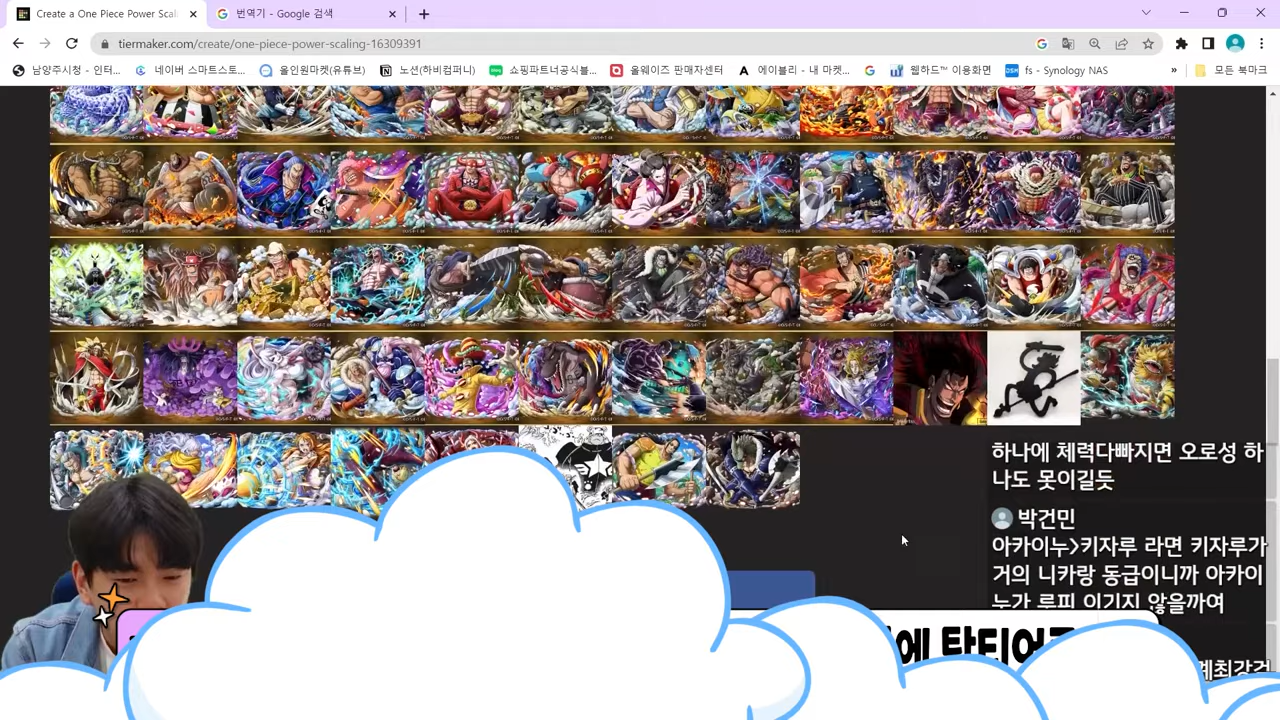 Create a One Piece Power Scal
번역기 - Google 검색
tiermaker.com/create/one-piece-power-scaling-16309391
남양주시청 - 인터...
네이버 스마트스토...
올인원마켓(유튜브)
노션(하비컴퍼니)
쇼핑파트너공식블...
올웨이즈 판매자센터
에이블리 - 내 마켓...
웰하드™ 이용화면
fs - Synology NAS
»
모든 북마크
하나에 체력다빠지면 오로성 하
나도 못이길듯
박건민
아카이누>키자루 라면 키자루가
거의 니카랑 동급이니까 아카이
누가 루피 이기지 않을까여